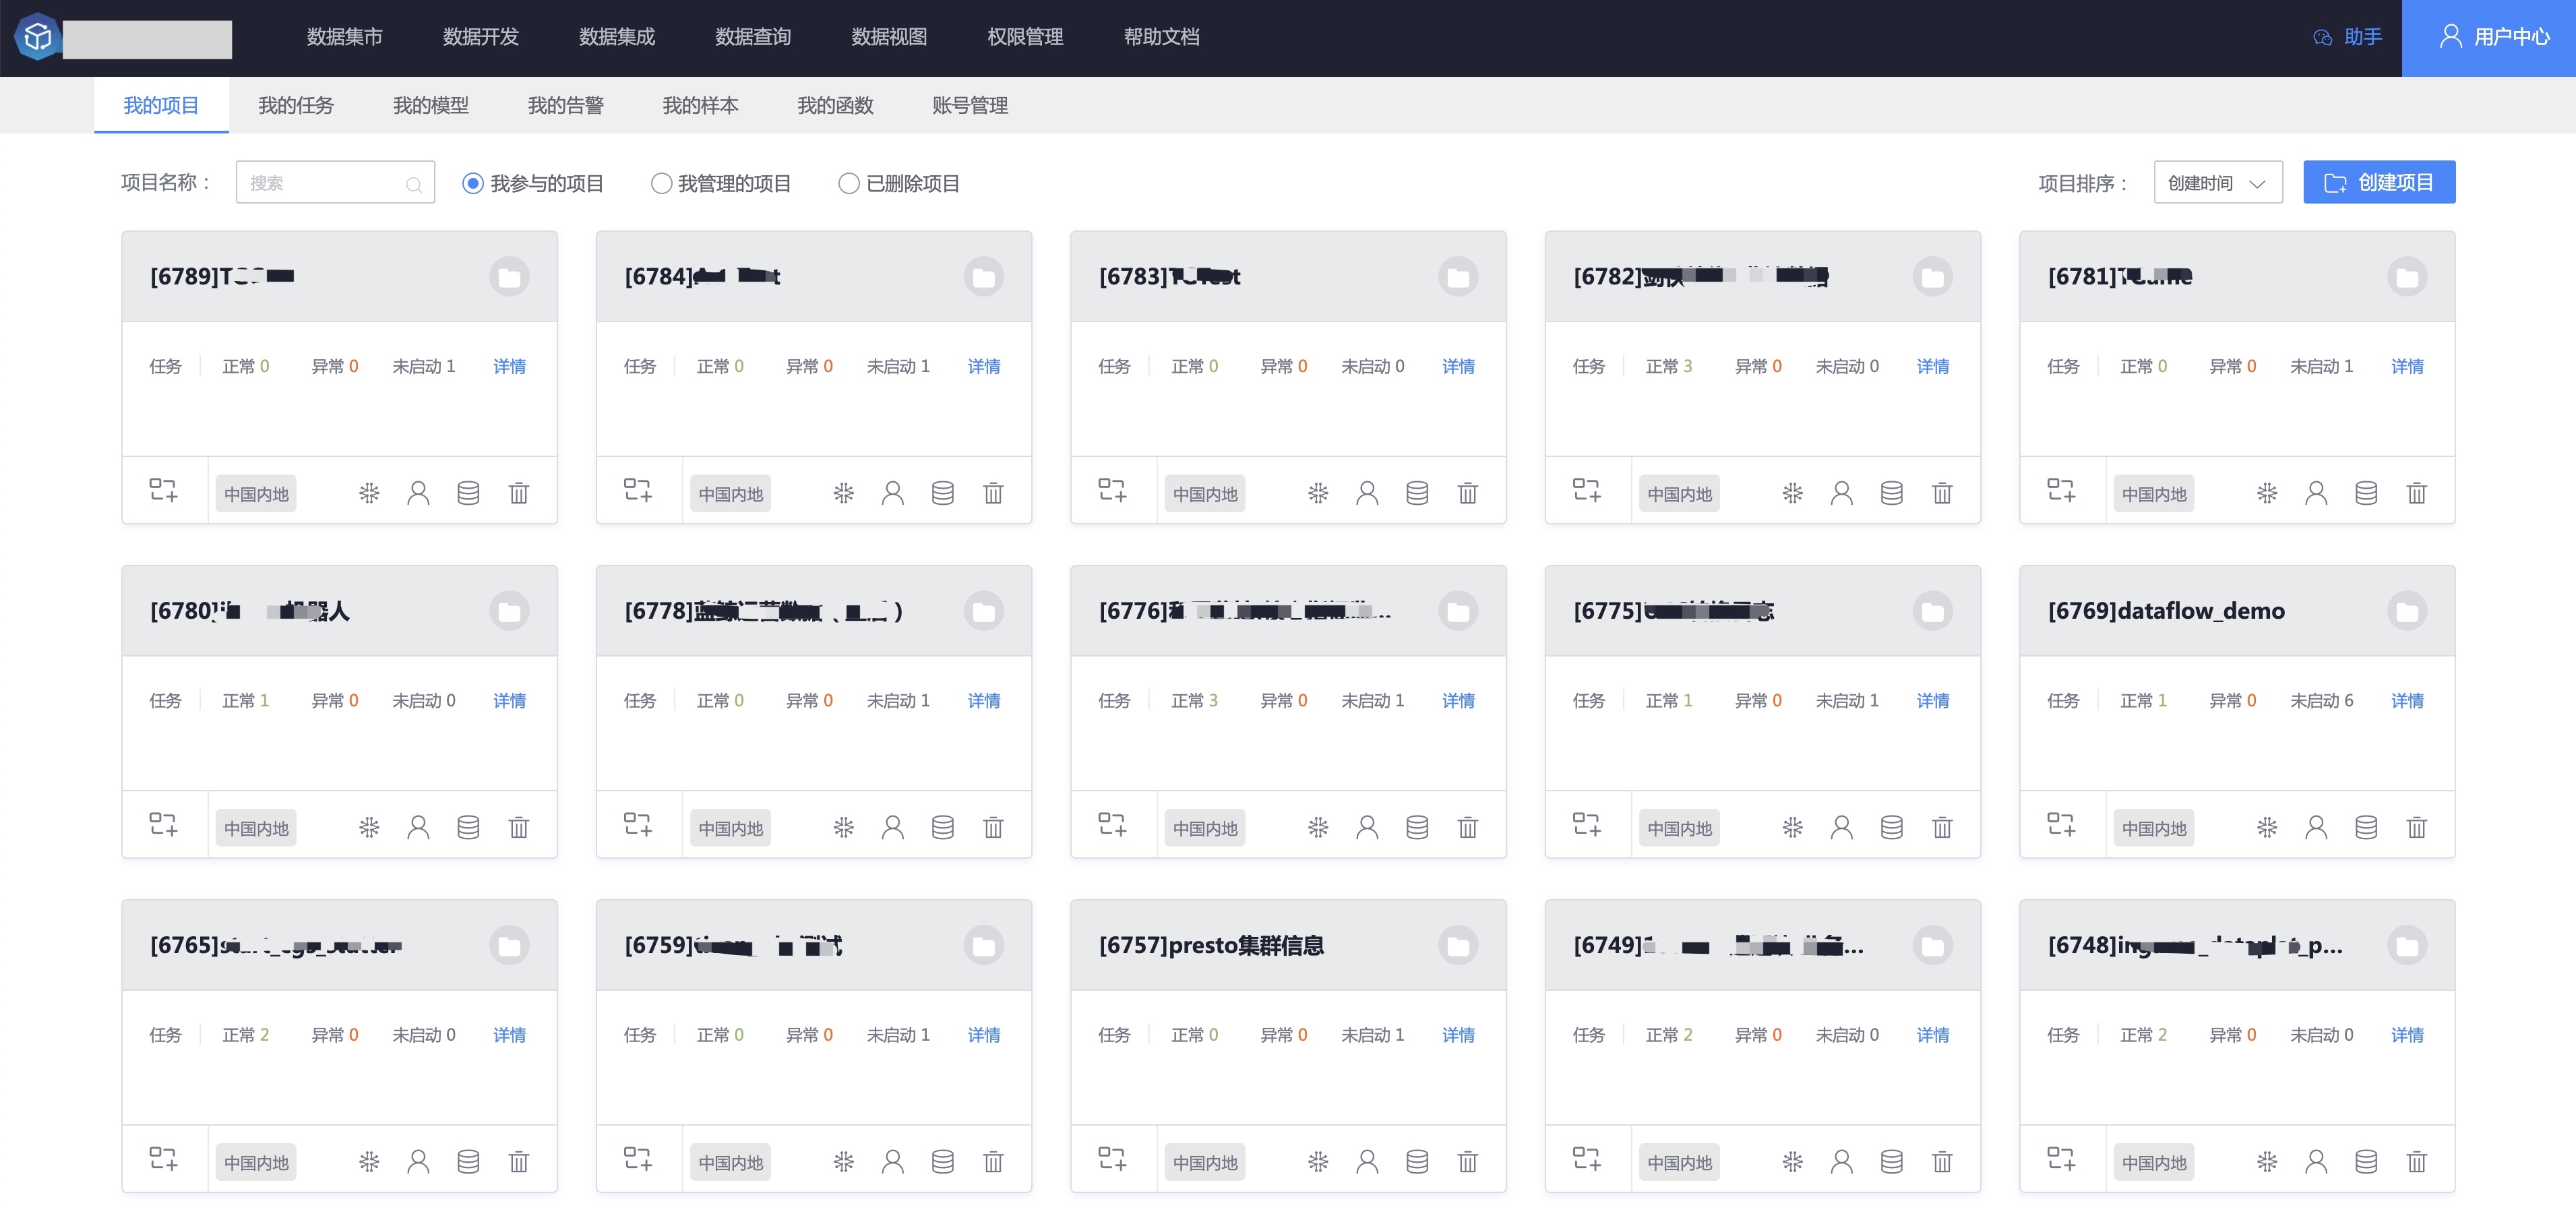 数据集市 数据开发 数据集成 数据查询 数据视图 权限管理 帮助文档 助手 用户中心
我的项目 我的任务 我的模型 我的告警 我的样本 我的函数 账号管理
项目名称： 搜索 我参与的项目 我管理的项目 已删除项目 项目排序： 创建时间 创建项目
[6789] [6784] [6783] [6782] [6781]
任务 正常 0 异常 0 未启动 1 详情 任务 正常 0 异常 0 未启动 1 详情 任务 正常 0 异常 0 未启动 0 详情 任务 正常 3 异常 0 未启动 0 详情 任务 正常 0 异常 0 未启动 1 详情
中国内地 中国内地 中国内地 中国内地 中国内地
[6780] 机器人 [6778] [6776] [6775] [6769]dataflow_demo
任务 正常 1 异常 0 未启动 0 详情 任务 正常 0 异常 0 未启动 1 详情 任务 正常 3 异常 0 未启动 1 详情 任务 正常 1 异常 0 未启动 1 详情 任务 正常 1 异常 0 未启动 6 详情
中国内地 中国内地 中国内地 中国内地 中国内地
[6765] [6759] 测试 [6757]presto集群信息 [6749] [6748]
任务 正常 2 异常 0 未启动 0 详情 任务 正常 0 异常 0 未启动 1 详情 任务 正常 0 异常 0 未启动 1 详情 任务 正常 2 异常 0 未启动 0 详情 任务 正常 2 异常 0 未启动 0 详情
中国内地 中国内地 中国内地 中国内地 中国内地